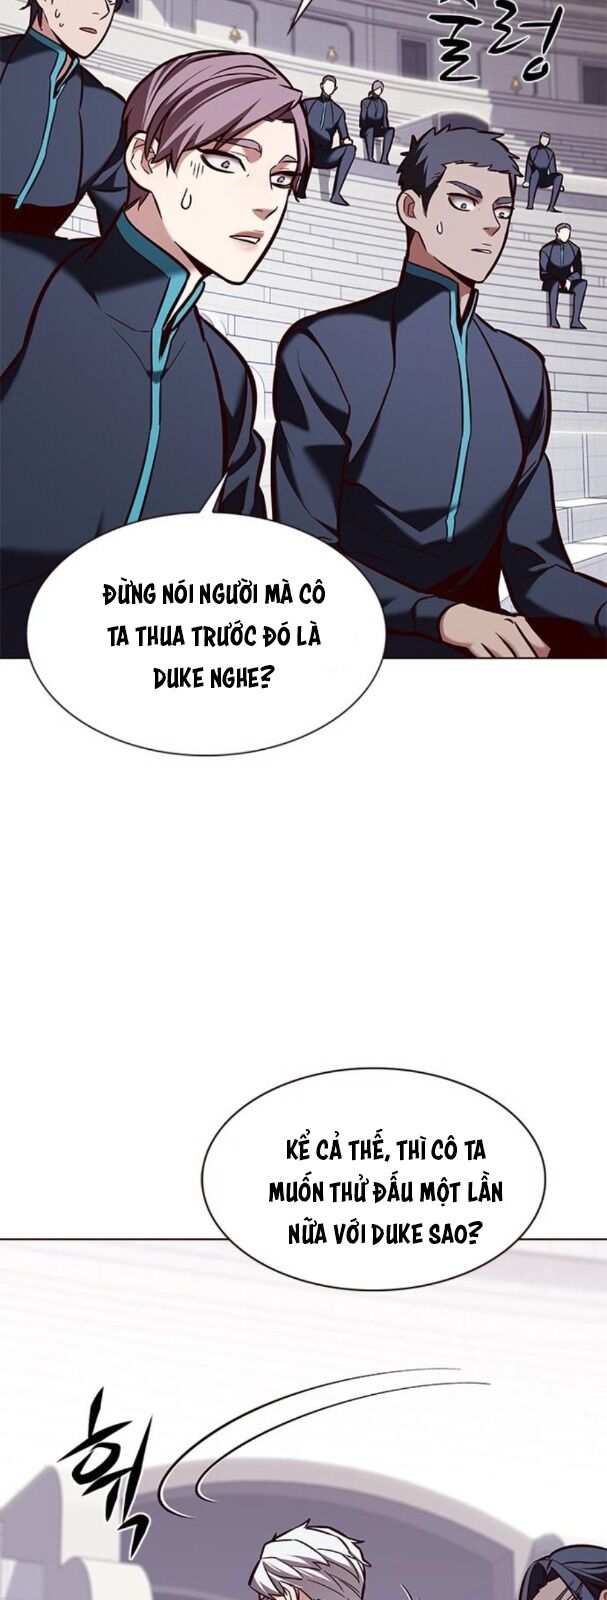 출렁
ĐỪNG NÓI NGƯỜI MÀ CÔ
TA THUA TRƯỚC ĐÓ LÀ
DUKE NGHE?
KỂ CẢ THẾ, THÌ CÔ TA
MUỐN THỬ ĐẤU MỘT LẦN
NỮA VỚI DUKE SAO?
휙